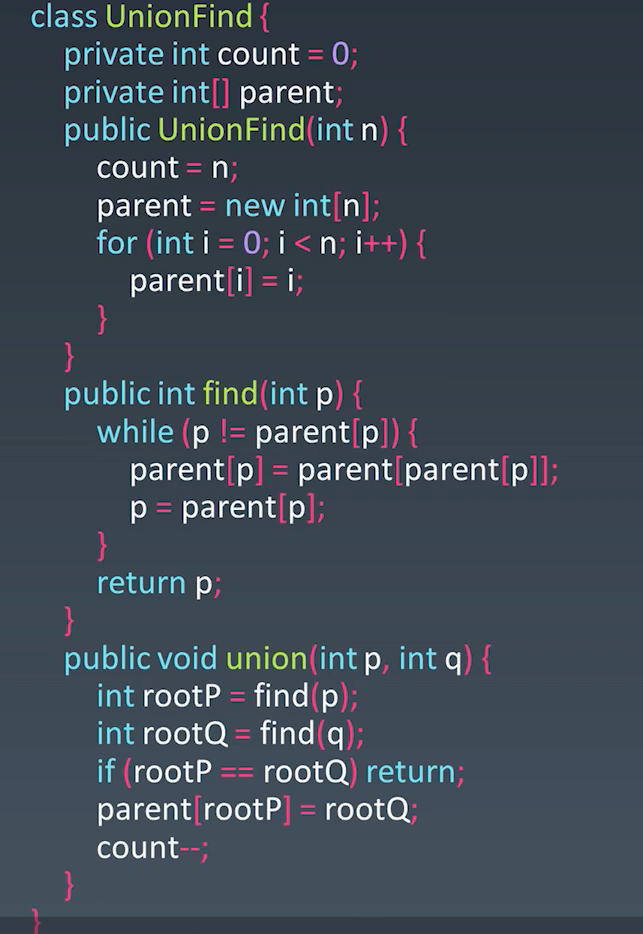 class UnionFind {
private int count = 0;
private int[] parent;
public UnionFind(int n) {
count = n;
parent = new int[n];
for (int i = 0; i < n; i++) {
parent[i] = i;
}
}
public int find(int p) {
while (p != parent[p]) {
parent[p] = parent[parent[p]];
p = parent[p];
}
return p;
}
public void union(int p, int q) {
int rootP = find(p);
int rootQ = find(q);
if (rootP == rootQ) return;
parent[rootP] = rootQ;
count--;
}
}